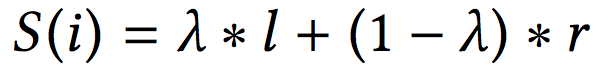 S(i) = λ * l + (1 − λ) * r